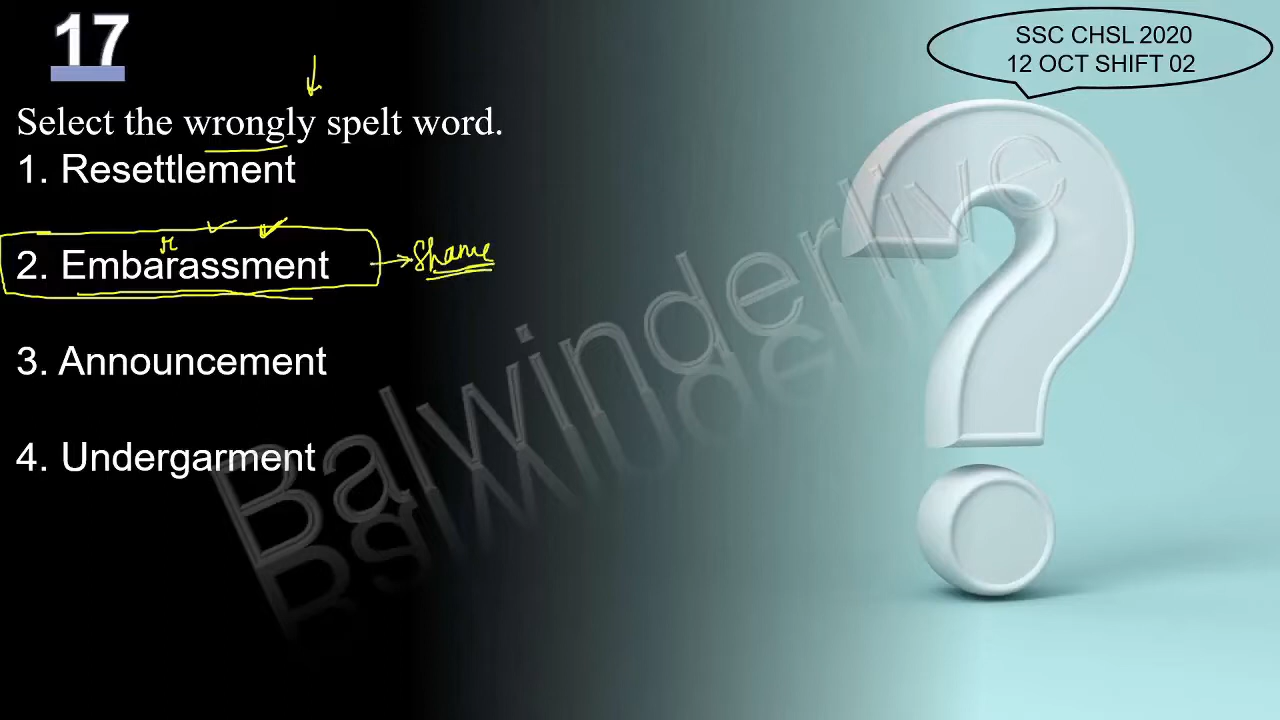 17
SSC CHSL 2020
12 OCT SHIFT 02
Select the wrongly spelt word.
1. Resettlement
r
2. Embarassment
Shame
3. Announcement
4. Undergarment
Balwinderlive